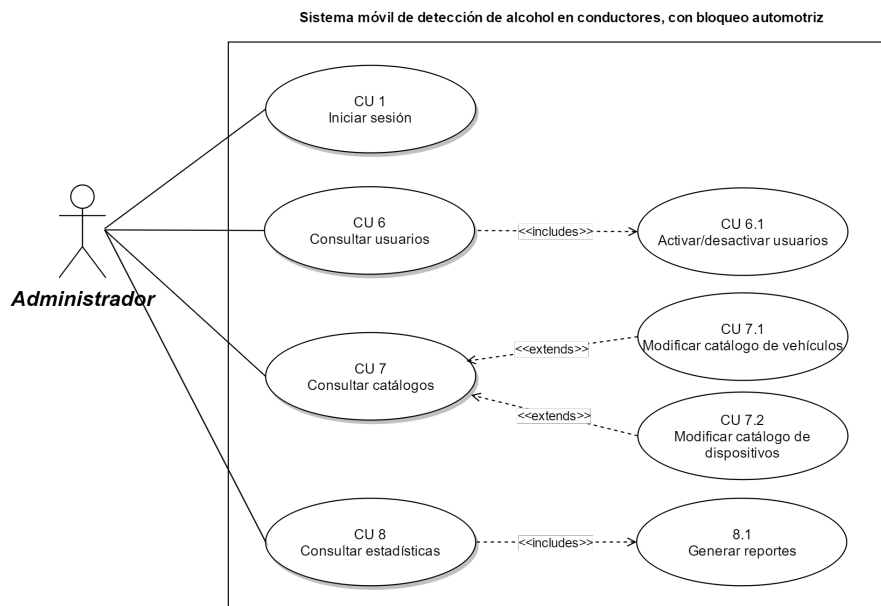 Sistema móvil de detección de alcohol en conductores, con bloqueo automotriz
CU 1
Iniciar sesión
CU 6
Consultar usuarios
<<includes>>
CU 6.1
Activar/desactivar usuarios
Administrador
CU 7
Consultar catálogos
<<extends>>
CU 7.1
Modificar catálogo de vehículos
<<extends>>
CU 7.2
Modificar catálogo de
dispositivos
CU 8
Consultar estadísticas
<<includes>>
8.1
Generar reportes